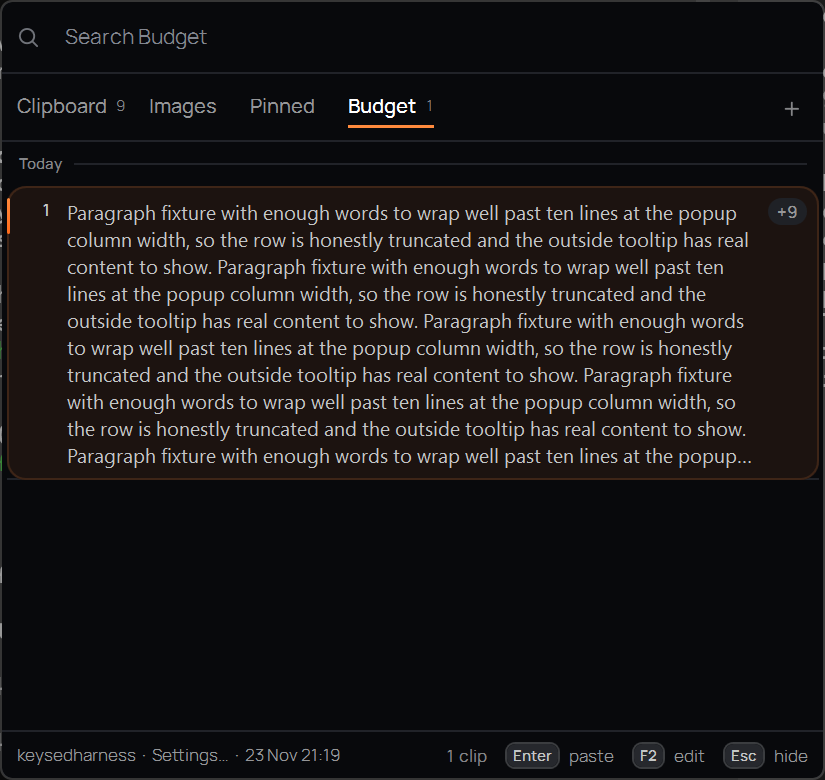 Search Budget
Clipboard 9 Images Pinned Budget 1 +
Today
1 Paragraph fixture with enough words to wrap well past ten lines at the popup +9
column width, so the row is honestly truncated and the outside tooltip has real
content to show. Paragraph fixture with enough words to wrap well past ten
lines at the popup column width, so the row is honestly truncated and the
outside tooltip has real content to show. Paragraph fixture with enough words
to wrap well past ten lines at the popup column width, so the row is honestly
truncated and the outside tooltip has real content to show. Paragraph fixture
with enough words to wrap well past ten lines at the popup column width, so
the row is honestly truncated and the outside tooltip has real content to show.
Paragraph fixture with enough words to wrap well past ten lines at the popup...
keysedharness · Settings... · 23 Nov 21:19 1 clip Enter paste F2 edit Esc hide